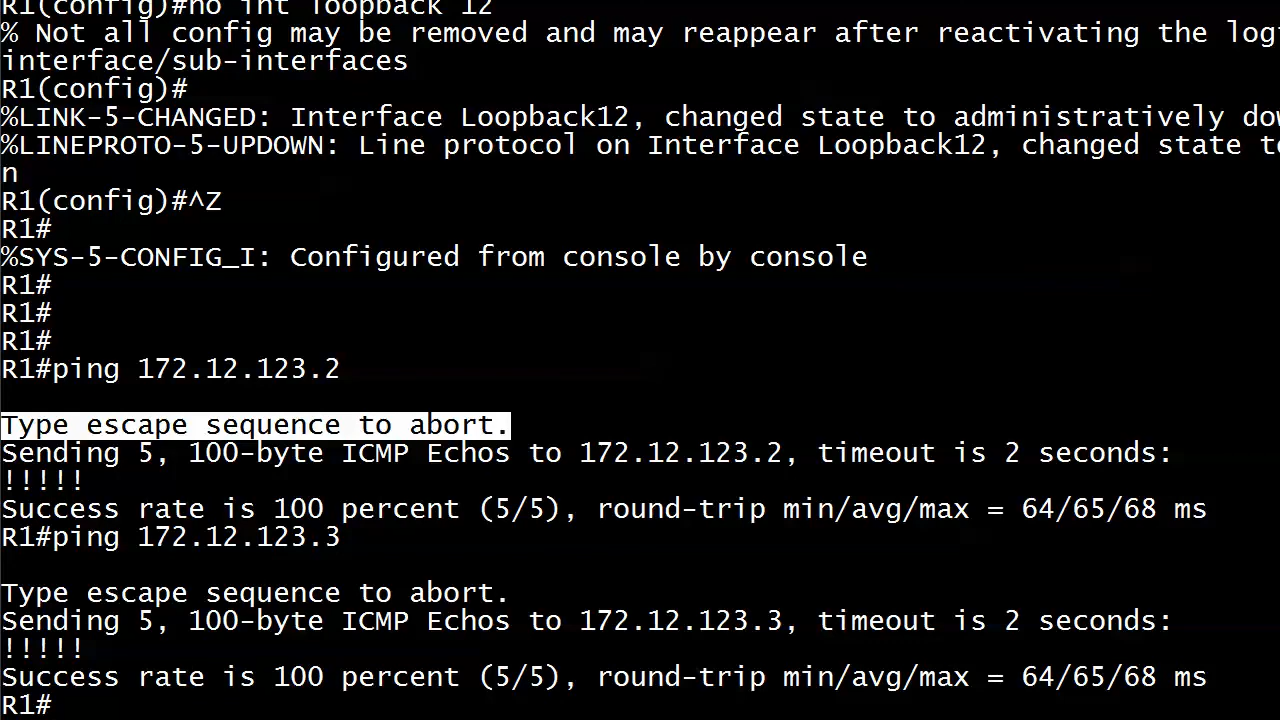 R1(config)#no int loopback 12
% Not all config may be removed and may reappear after reactivating the
interface/sub-interfaces
R1(config)#
%LINK-5-CHANGED: Interface Loopback12, changed state to administratively
%LINEPROTO-5-UPDOWN: Line protocol on Interface Loopback12, changed state
n
R1(config)#^Z
R1#
%SYS-5-CONFIG_I: Configured from console by console
R1#
R1#
R1#
R1#ping 172.12.123.2
Type escape sequence to abort.
Sending 5, 100-byte ICMP Echos to 172.12.123.2, timeout is 2 seconds:
!!!!!
Success rate is 100 percent (5/5), round-trip min/avg/max = 64/65/68 ms
R1#ping 172.12.123.3
Type escape sequence to abort.
Sending 5, 100-byte ICMP Echos to 172.12.123.3, timeout is 2 seconds:
!!!!!
Success rate is 100 percent (5/5), round-trip min/avg/max = 64/65/68 ms
R1#